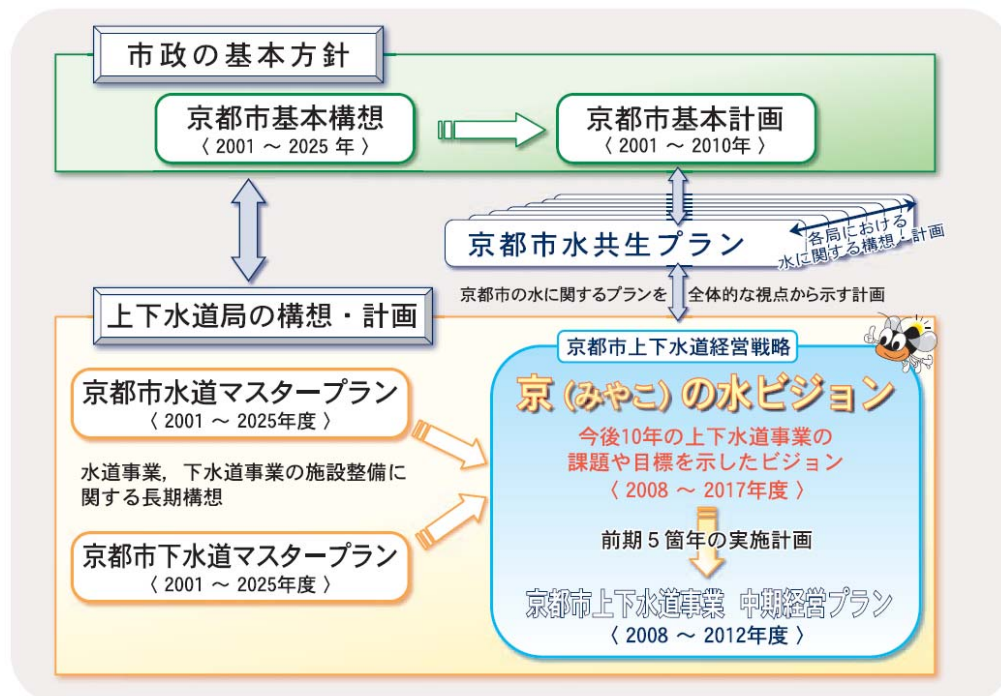 市政の基本方針
京都市基本構想
〈 2001 ～ 2025 年 〉
京都市基本計画
〈 2001 ～ 2010年 〉
京都市水共生プラン
各局における
水に関する構想・計画
京都市の水に関するプランを 全体的な視点から示す計画
上下水道局の構想・計画
京都市水道マスタープラン
〈 2001 ～ 2025年度 〉
水道事業，下水道事業の施設整備に
関する長期構想
京都市下水道マスタープラン
〈 2001 ～ 2025年度 〉
京都市上下水道経営戦略
京（みやこ）の水ビジョン
今後10年の上下水道事業の
課題や目標を示したビジョン
〈 2008 ～ 2017年度 〉
前期５箇年の実施計画
京都市上下水道事業 中期経営プラン
〈 2008 ～ 2012年度 〉